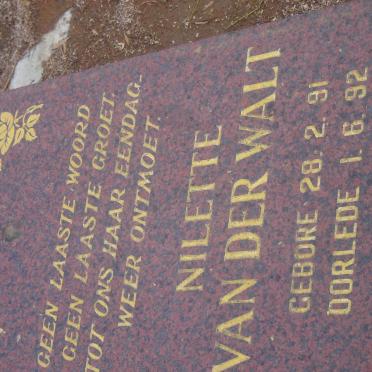 NILETTE
VAN DER WALT
GEBORE 28. 2. 91
OORLEDE 1. 6. 92
GEEN LAASTE WOORD
GEEN LAASTE GROET,
TOT ONS HAAR EENDAG-
WEER ONTMOET.